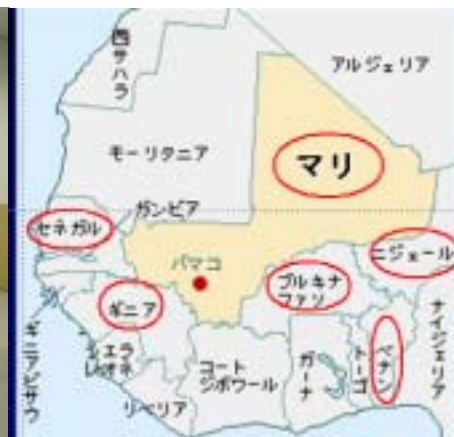 西サハラ
アルジェリア
モーリタニア
マリ
ガンビア
セネガル
ニジェール
バマコ
ブルキナ
ファソ
ギニア
ギニアビサウ
シエラ
レオネ
コート
ジボワール
ガーナ
トーゴ
ベナン
ナイジェリア
リベリア